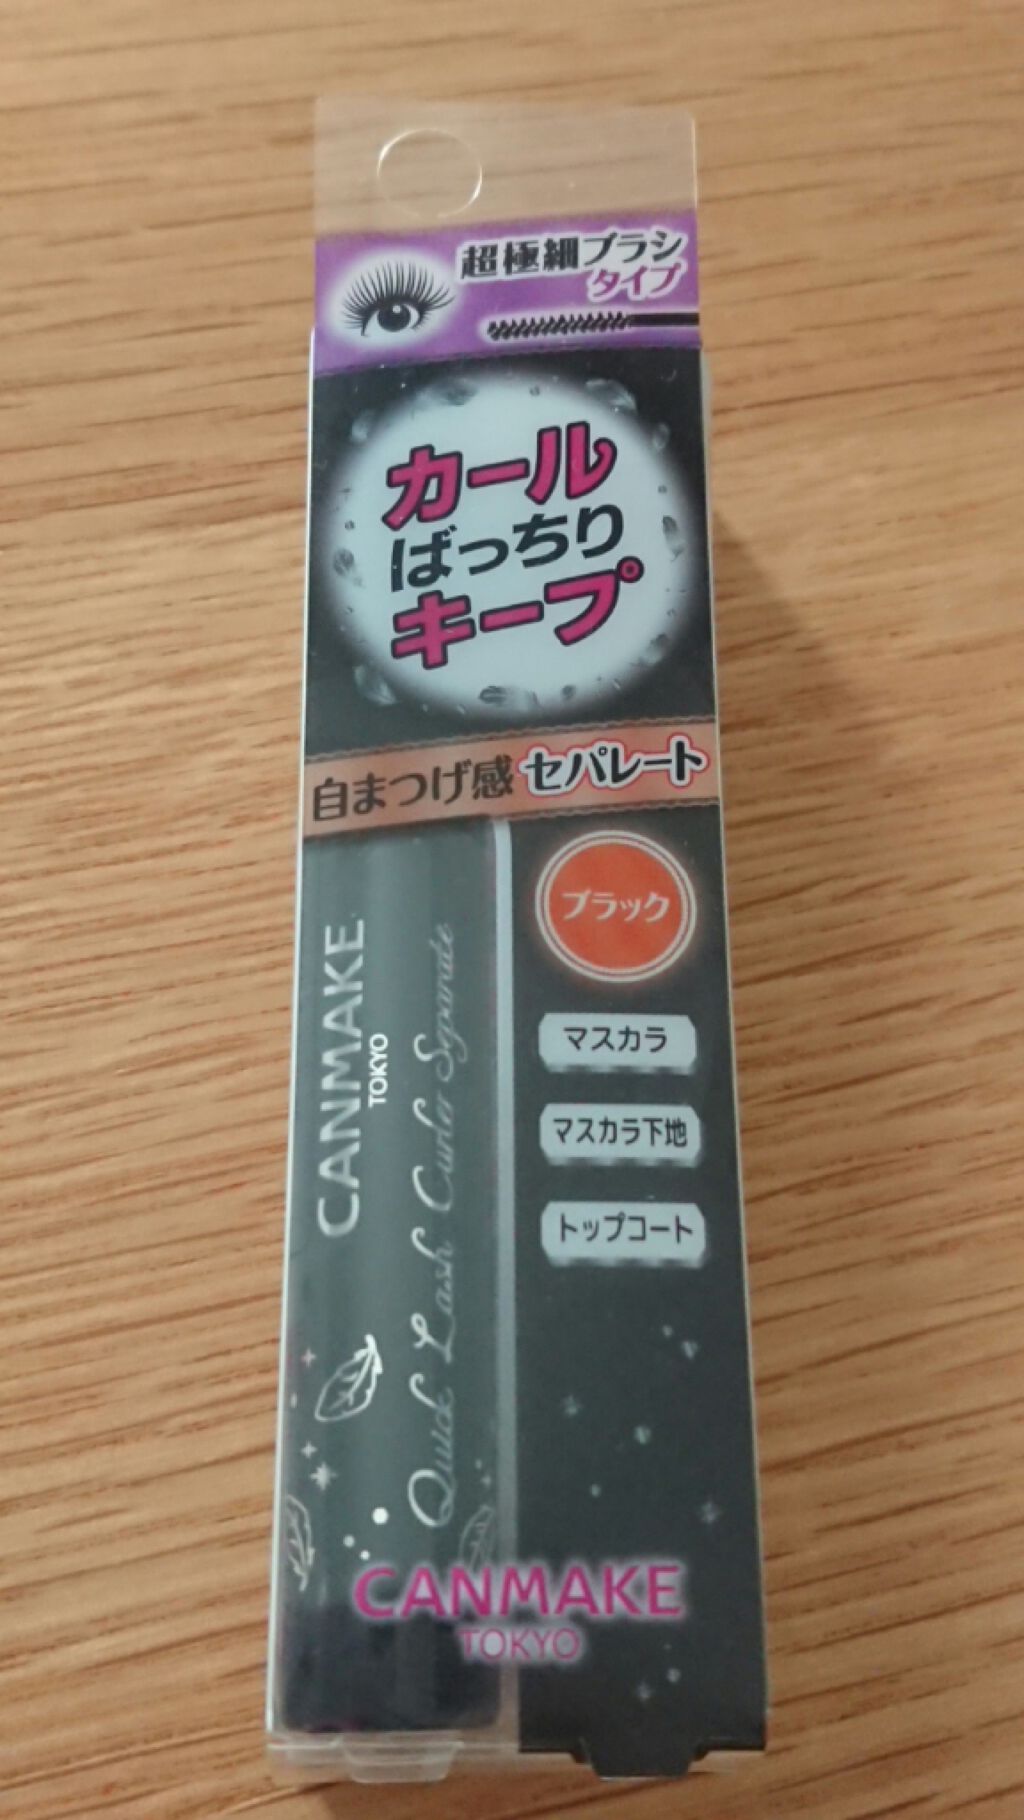 超極細ブラシ
タイプ
カール
ばっちり
キープ
自まつげ感 セパレート
ブラック
マスカラ
マスカラ下地
トップコート
CANMAKE
TOKYO
Quick Lash Curler Separate
CANMAKE
TOKYO